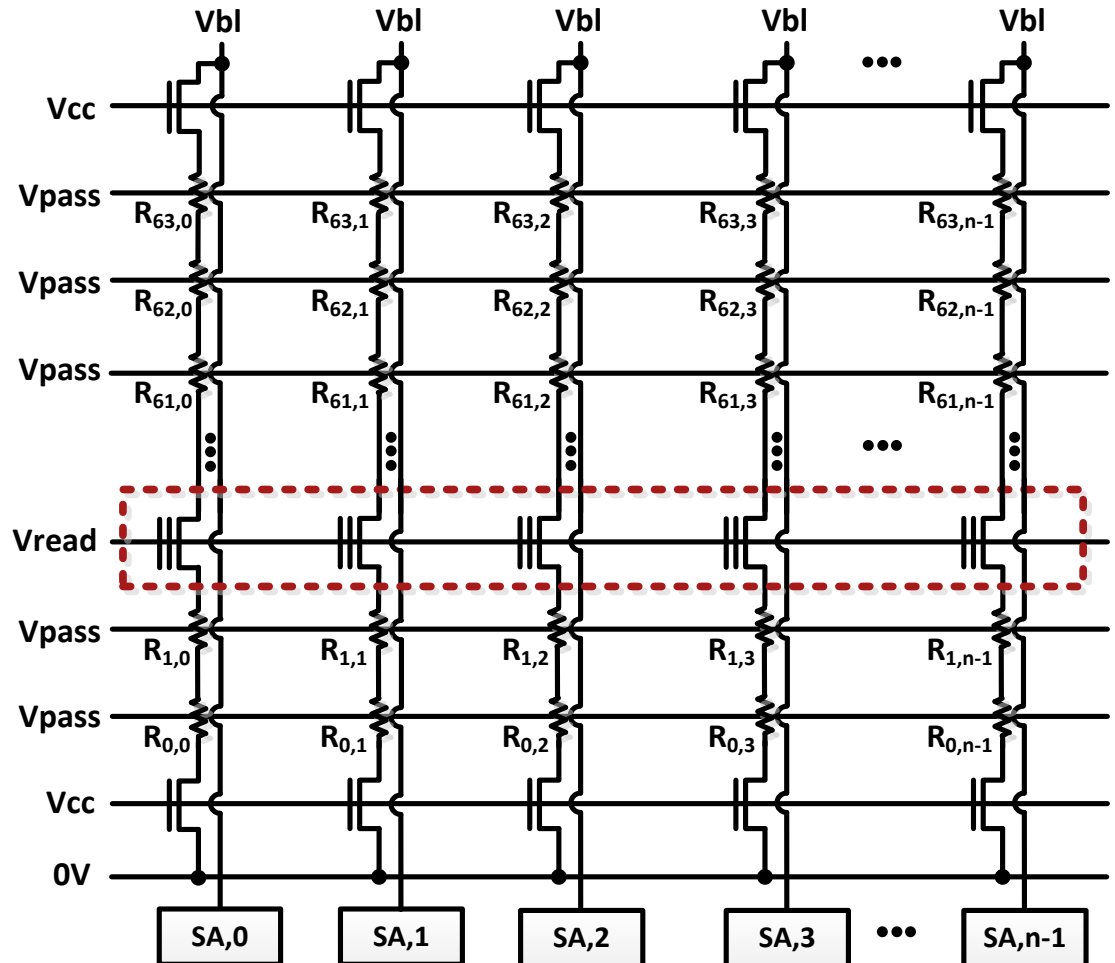 Vbl Vbl Vbl Vbl Vbl
Vcc
Vpass
R63,0 R63,1 R63,2 R63,3 R63,n-1
Vpass
R62,0 R62,1 R62,2 R62,3 R62,n-1
Vpass
R61,0 R61,1 R61,2 R61,3 R61,n-1
Vread
Vpass
R1,0 R1,1 R1,2 R1,3 R1,n-1
Vpass
R0,0 R0,1 R0,2 R0,3 R0,n-1
Vcc
0V
SA,0 SA,1 SA,2 SA,3 SA,n-1